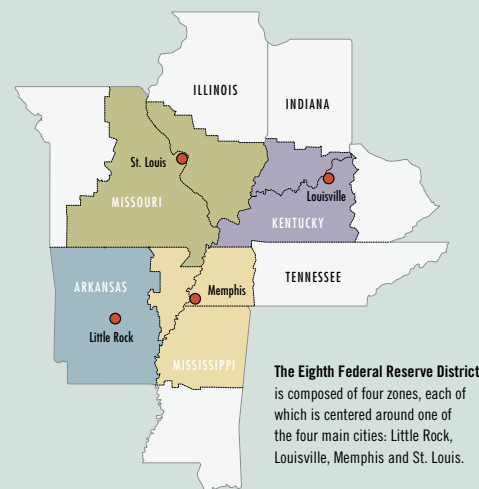 ILLINOIS
INDIANA
St. Louis
Louisville
MISSOURI
KENTUCKY
TENNESSEE
ARKANSAS
Memphis
Little Rock
MISSISSIPPI
The Eighth Federal Reserve District
is composed of four zones, each of
which is centered around one of
the four main cities: Little Rock,
Louisville, Memphis and St. Louis.